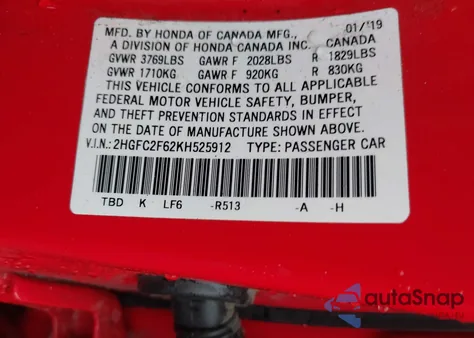 MFD. BY HONDA OF CANADA MFG., 01/'19
A DIVISION OF HONDA CANADA INC. CANADA
GVWR 3769LBS GAWR F 2028LBS R 1829LBS
GVWR 1710KG GAWR F 920KG R 830KG
THIS VEHICLE CONFORMS TO ALL APPLICABLE
FEDERAL MOTOR VEHICLE SAFETY, BUMPER,
AND THEFT PREVENTION STANDARDS IN EFFECT
ON THE DATE OF MANUFACTURE SHOWN ABOVE.
V.I.N.: 2HGFC2F62KH525912 TYPE: PASSENGER CAR
TBD K LF6 -R513 -A -H
autoSnap